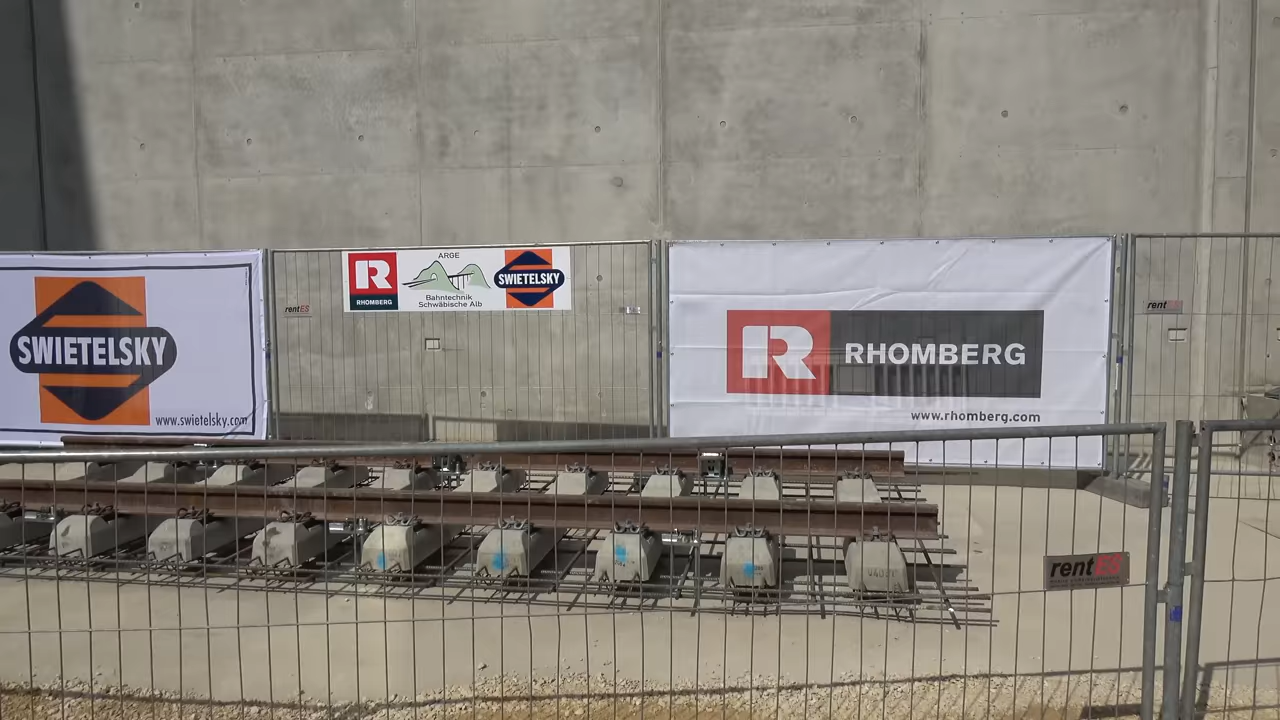 SWIETELSKY
www.swietelsky.com
rentES
R
RHOMBERG
ARGE
Bahntechnik
Schwäbische Alb
SWIETELSKY
R RHOMBERG
www.rhomberg.com
rentES
rentES